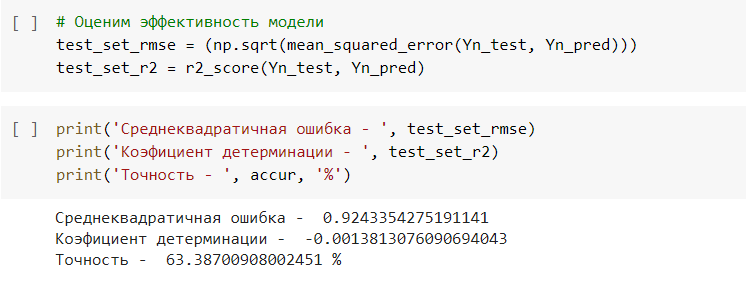 [ ] # Оценим эффективность модели
test_set_rmse = (np.sqrt(mean_squared_error(Yn_test, Yn_pred)))
test_set_r2 = r2_score(Yn_test, Yn_pred)
[ ] print('Среднеквадратичная ошибка - ', test_set_rmse)
print('Коэфициент детерминации - ', test_set_r2)
print('Точность - ', accur, '%')
Среднеквадратичная ошибка -  0.9243354275191141
Коэфициент детерминации -  -0.0013813076090694043
Точность -  63.38700908002451 %